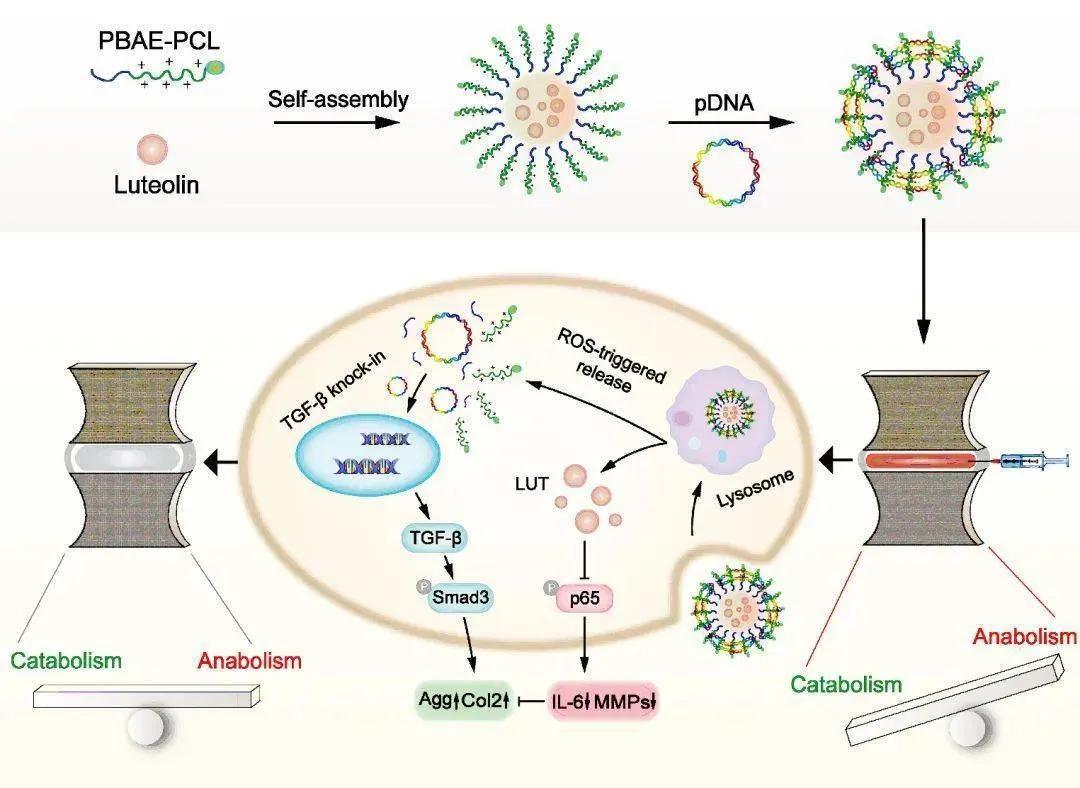 PBAE-PCL
+ + + + + +
Luteolin
Self-assembly
pDNA
TGF-β knock-in
ROS-triggered
release
LUT
Lysosome
TGF-β
P
Smad3
P
p65
Agg↑Col2↑
IL-6↓MMPs↓
Catabolism
Anabolism
Catabolism
Anabolism